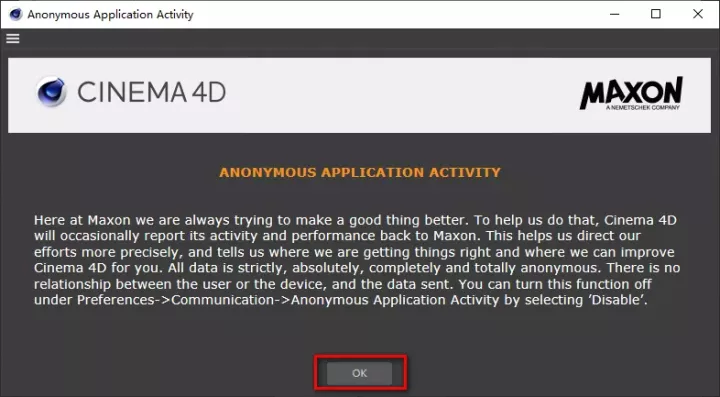 Anonymous Application Activity
CINEMA 4D
MAXON
A NEMETSCHEK COMPANY
ANONYMOUS APPLICATION ACTIVITY
Here at Maxon we are always trying to make a good thing better. To help us do that, Cinema 4D
will occasionally report its activity and performance back to Maxon. This helps us direct our
efforts more precisely, and tells us where we are getting things right and where we can improve
Cinema 4D for you. All data is strictly, absolutely, completely and totally anonymous. There is no
relationship between the user or the device, and the data sent. You can turn this function off
under Preferences->Communication->Anonymous Application Activity by selecting ‘Disable’.
OK